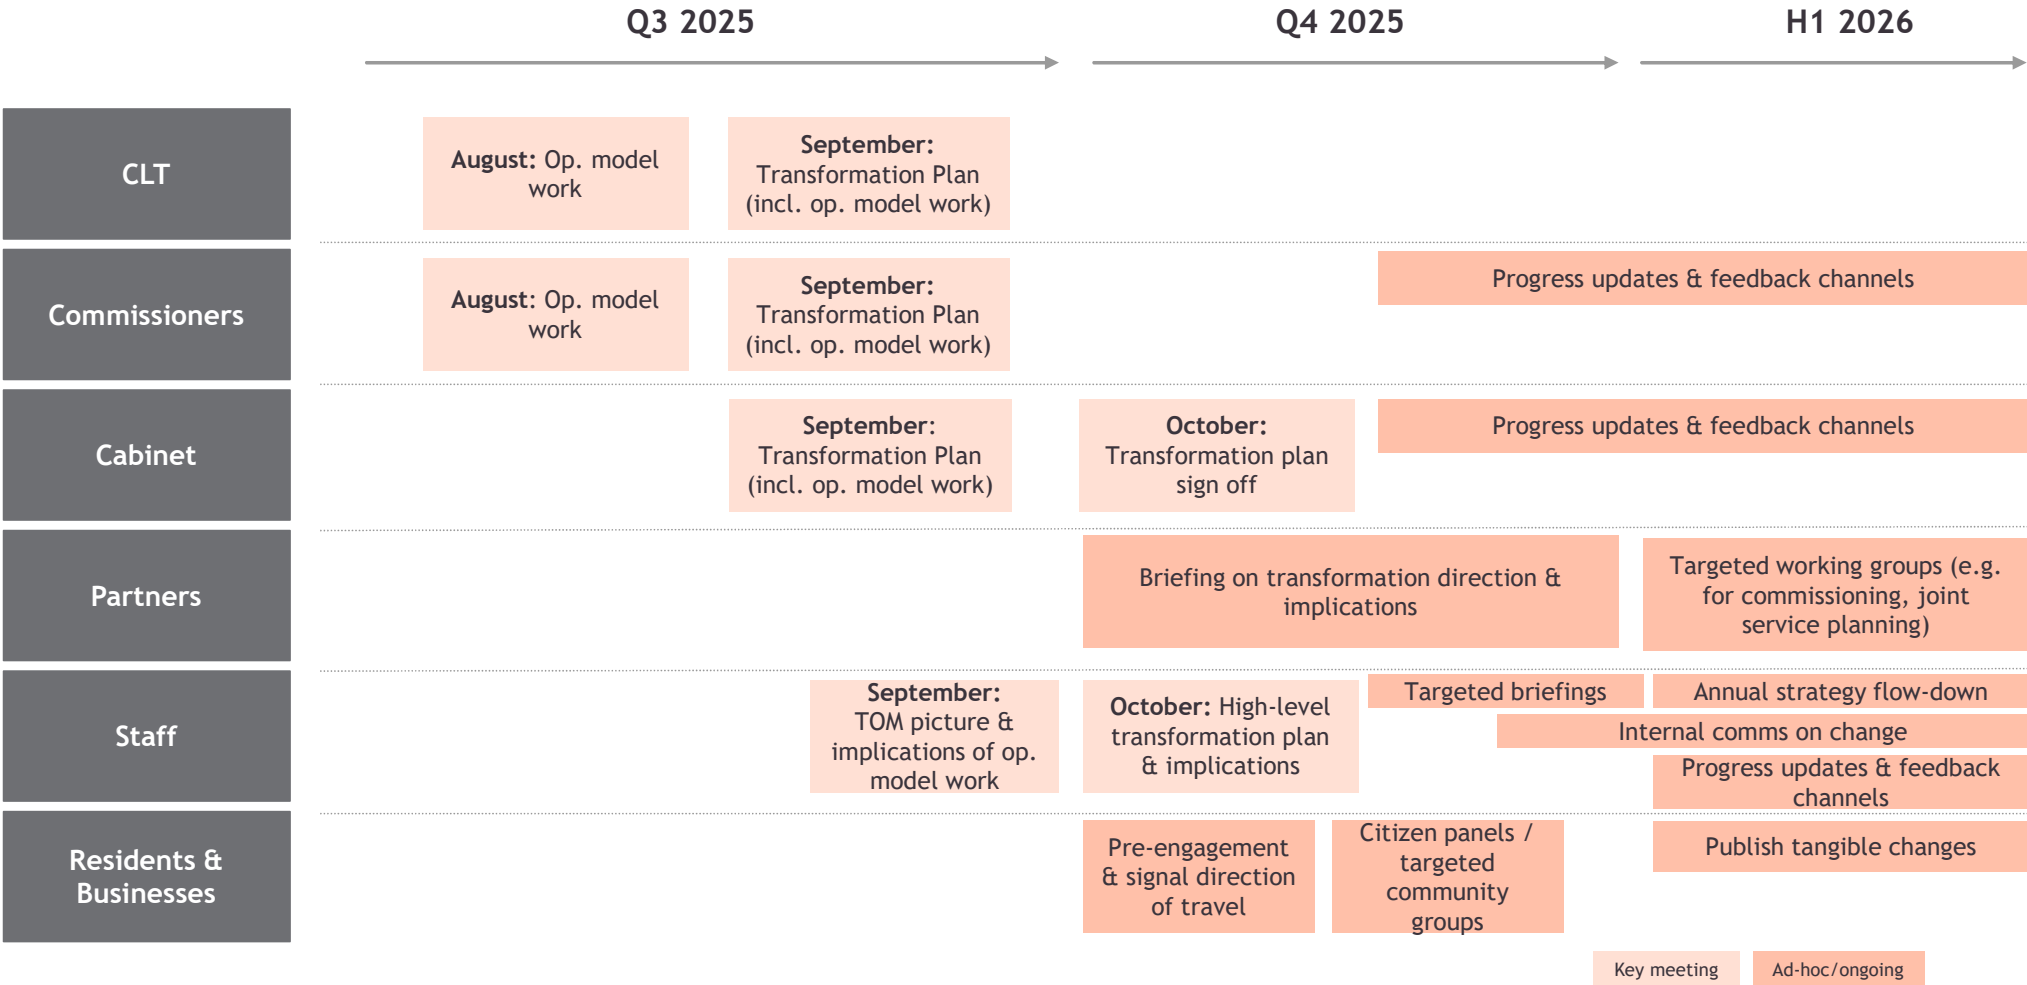 Q3 2025
Q4 2025
H1 2026
CLT
August: Op. model
work
September:
Transformation Plan
(incl. op. model work)
Commissioners
August: Op. model
work
September:
Transformation Plan
(incl. op. model work)
Progress updates & feedback channels
Cabinet
September:
Transformation Plan
(incl. op. model work)
October:
Transformation plan
sign off
Progress updates & feedback channels
Partners
Briefing on transformation direction &
implications
Targeted working groups (e.g.
for commissioning, joint
service planning)
Staff
September:
TOM picture &
implications of op.
model work
October: High-level
transformation plan
& implications
Targeted briefings
Annual strategy flow-down
Internal comms on change
Progress updates & feedback
channels
Residents &
Businesses
Pre-engagement
& signal direction
of travel
Citizen panels /
targeted
community
groups
Publish tangible changes
Key meeting
Ad-hoc/ongoing